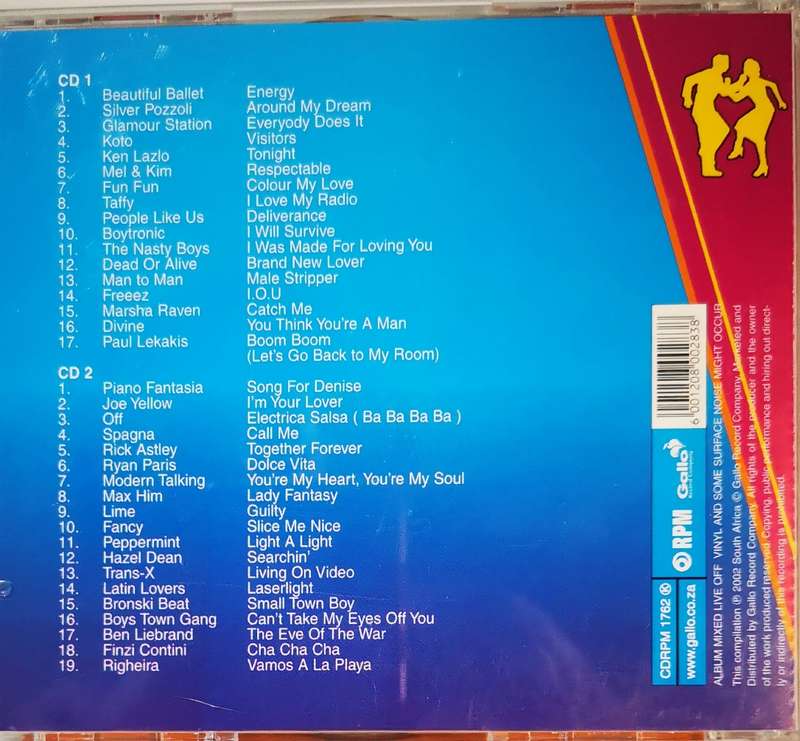 CD 1
1. Beautiful Ballet Energy
2. Silver Pozzoli Around My Dream
3. Glamour Station Everyody Does It
4. Koto Visitors
5. Ken Lazlo Tonight
6. Mel & Kim Respectable
7. Fun Fun Colour My Love
8. Taffy I Love My Radio
9. People Like Us Deliverance
10. Boytronic I Will Survive
11. The Nasty Boys I Was Made For Loving You
12. Dead Or Alive Brand New Lover
13. Man to Man Male Stripper
14. Freeez I.O.U
15. Marsha Raven Catch Me
16. Divine You Think You're A Man
17. Paul Lekakis Boom Boom
(Let's Go Back to My Room)
CD 2
1. Piano Fantasia Song For Denise
2. Joe Yellow I'm Your Lover
3. Off Electrica Salsa ( Ba Ba Ba Ba )
4. Spagna Call Me
5. Rick Astley Together Forever
6. Ryan Paris Dolce Vita
7. Modern Talking You're My Heart, You're My Soul
8. Max Him Lady Fantasy
9. Lime Guilty
10. Fancy Slice Me Nice
11. Peppermint Light A Light
12. Hazel Dean Searchin'
13. Trans-X Living On Video
14. Latin Lovers Laserlight
15. Bronski Beat Small Town Boy
16. Boys Town Gang Can't Take My Eyes Off You
17. Ben Liebrand The Eve Of The War
18. Finzi Contini Cha Cha Cha
19. Righeira Vamos A La Playa
6 001208 002838
RPM
Gallo
Record Company
CDRPM 1762 Ⓚ
www.gallo.co.za
ALBUM MIXED LIVE OFF VINYL AND SOME SURFACE NOISE MIGHT OCCUR
This compilation ℗ 2002 South Africa © Gallo Record Company. Marketed and
Distributed by Gallo Record Company. All rights of the producer and the owner
of the work produced reserved. Copying, public performance and hiring out direct-
ly or indirectly of this recording is prohibited.